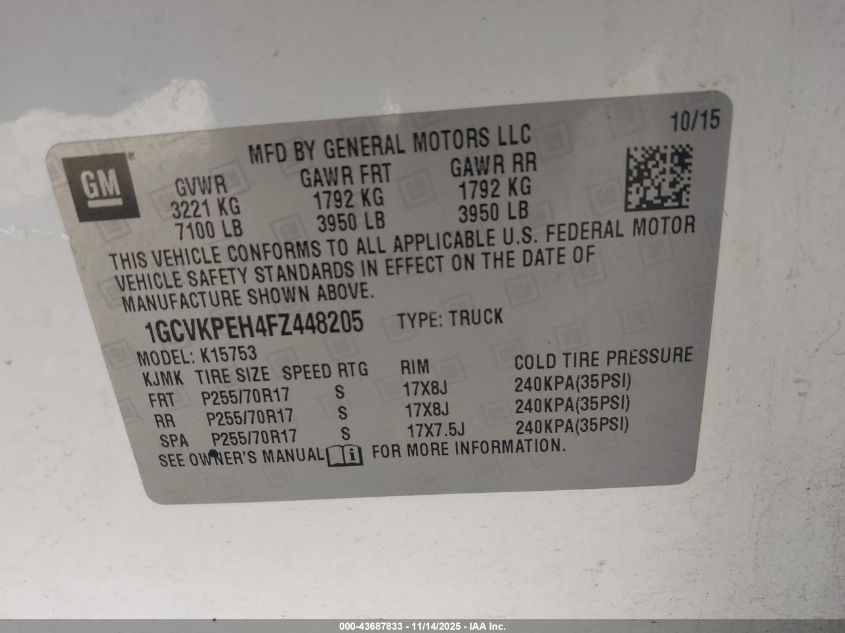 GM®
10/15
MFD BY GENERAL MOTORS LLC
GVWR GAWR FRT GAWR RR
3221 KG 1792 KG 1792 KG
7100 LB 3950 LB 3950 LB
THIS VEHICLE CONFORMS TO ALL APPLICABLE U.S. FEDERAL MOTOR
VEHICLE SAFETY STANDARDS IN EFFECT ON THE DATE OF
MANUFACTURE SHOWN ABOVE.
1GCVKPEH4FZ448205 TYPE: TRUCK
MODEL: K15753
KJMK TIRE SIZE SPEED RTG RIM COLD TIRE PRESSURE
FRT P255/70R17 S 17X8J 240KPA(35PSI)
RR P255/70R17 S 17X8J 240KPA(35PSI)
SPA P255/70R17 S 17X7.5J 240KPA(35PSI)
SEE OWNER'S MANUAL FOR MORE INFORMATION.
000-43687833 - 11/14/2025 - IAA Inc.